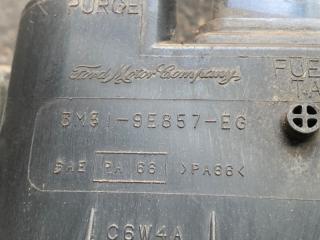 PURGE
Ford Motor Company
FUE
TA
3M51-9E857-EG
SAE PA 66 >PA66<
C6W4A